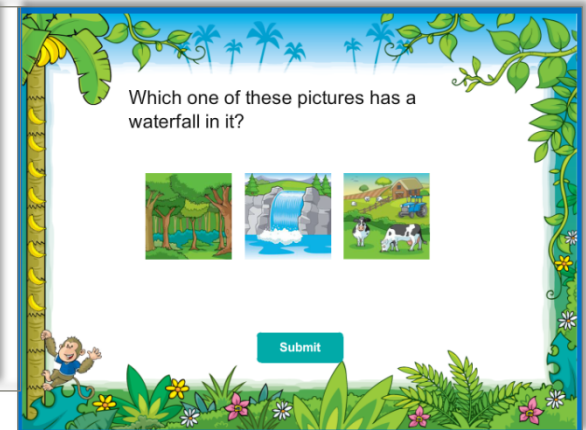 Which one of these pictures has a
waterfall in it?
Submit